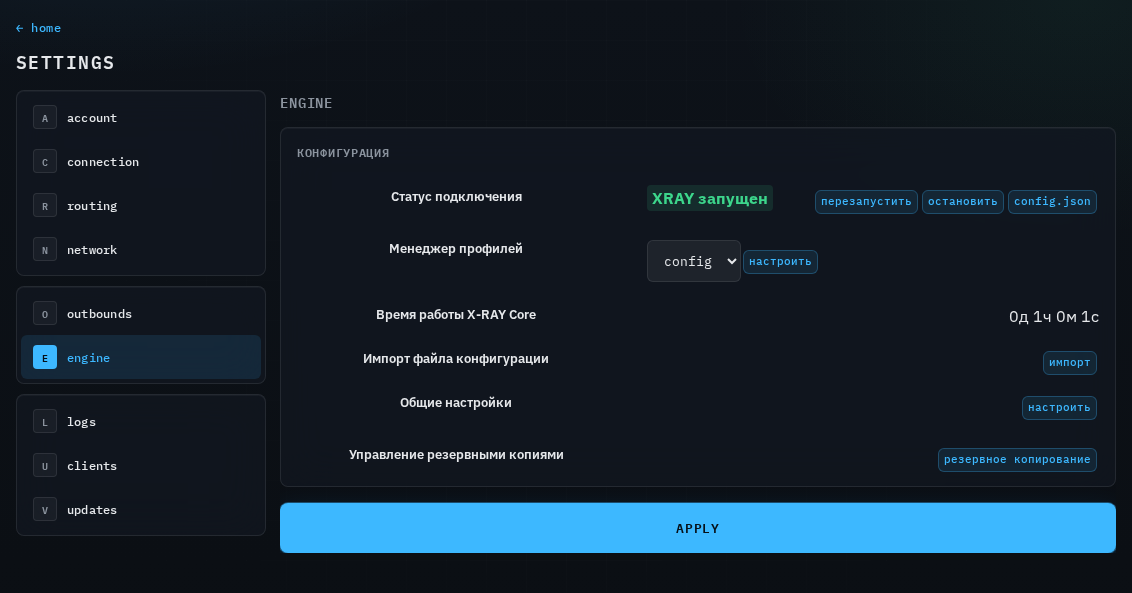 ← home
SETTINGS
A account
C connection
R routing
N network
O outbounds
E engine
L logs
U clients
V updates
ENGINE
КОНФИГУРАЦИЯ
Статус подключения XRAY запущен перезапустить остановить config.json
Менеджер профилей config настроить
Время работы X-RAY Core 0д 1ч 0м 1с
Импорт файла конфигурации импорт
Общие настройки настроить
Управление резервными копиями резервное копирование
APPLY